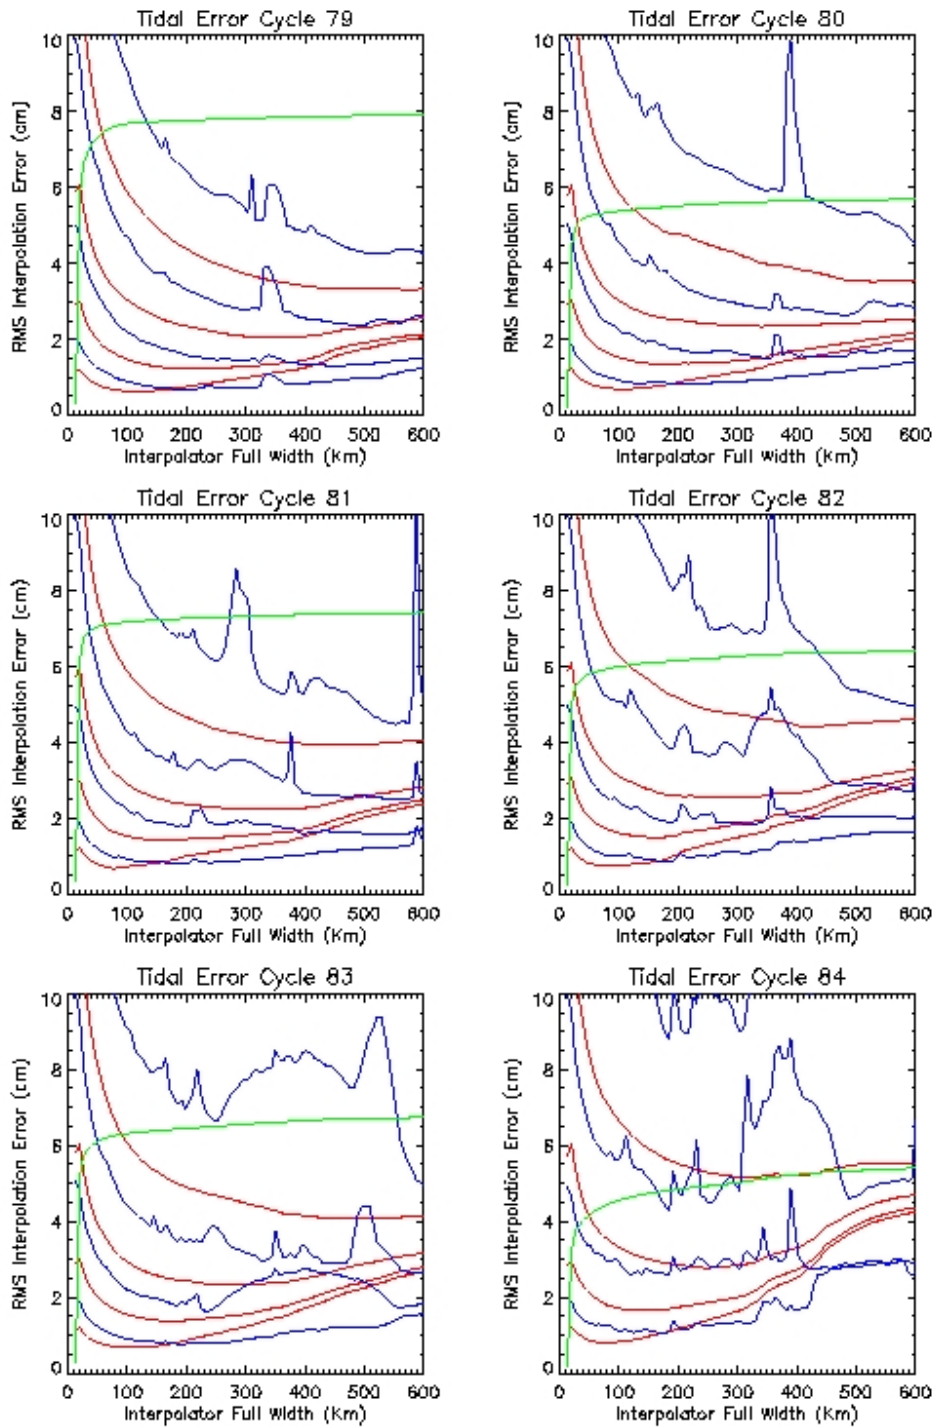 Tidal Error Cycle 79
RMS Interpolation Error (cm)
10
8
6
4
2
0
0 100 200 300 400 500 600
Interpolator Full Width (Km)
Tidal Error Cycle 80
RMS Interpolation Error (cm)
10
8
6
4
2
0
0 100 200 300 400 500 600
Interpolator Full Width (Km)
Tidal Error Cycle 81
RMS Interpolation Error (cm)
10
8
6
4
2
0
0 100 200 300 400 500 600
Interpolator Full Width (Km)
Tidal Error Cycle 82
RMS Interpolation Error (cm)
10
8
6
4
2
0
0 100 200 300 400 500 600
Interpolator Full Width (Km)
Tidal Error Cycle 83
RMS Interpolation Error (cm)
10
8
6
4
2
0
0 100 200 300 400 500 600
Interpolator Full Width (Km)
Tidal Error Cycle 84
RMS Interpolation Error (cm)
10
8
6
4
2
0
0 100 200 300 400 500 600
Interpolator Full Width (Km)